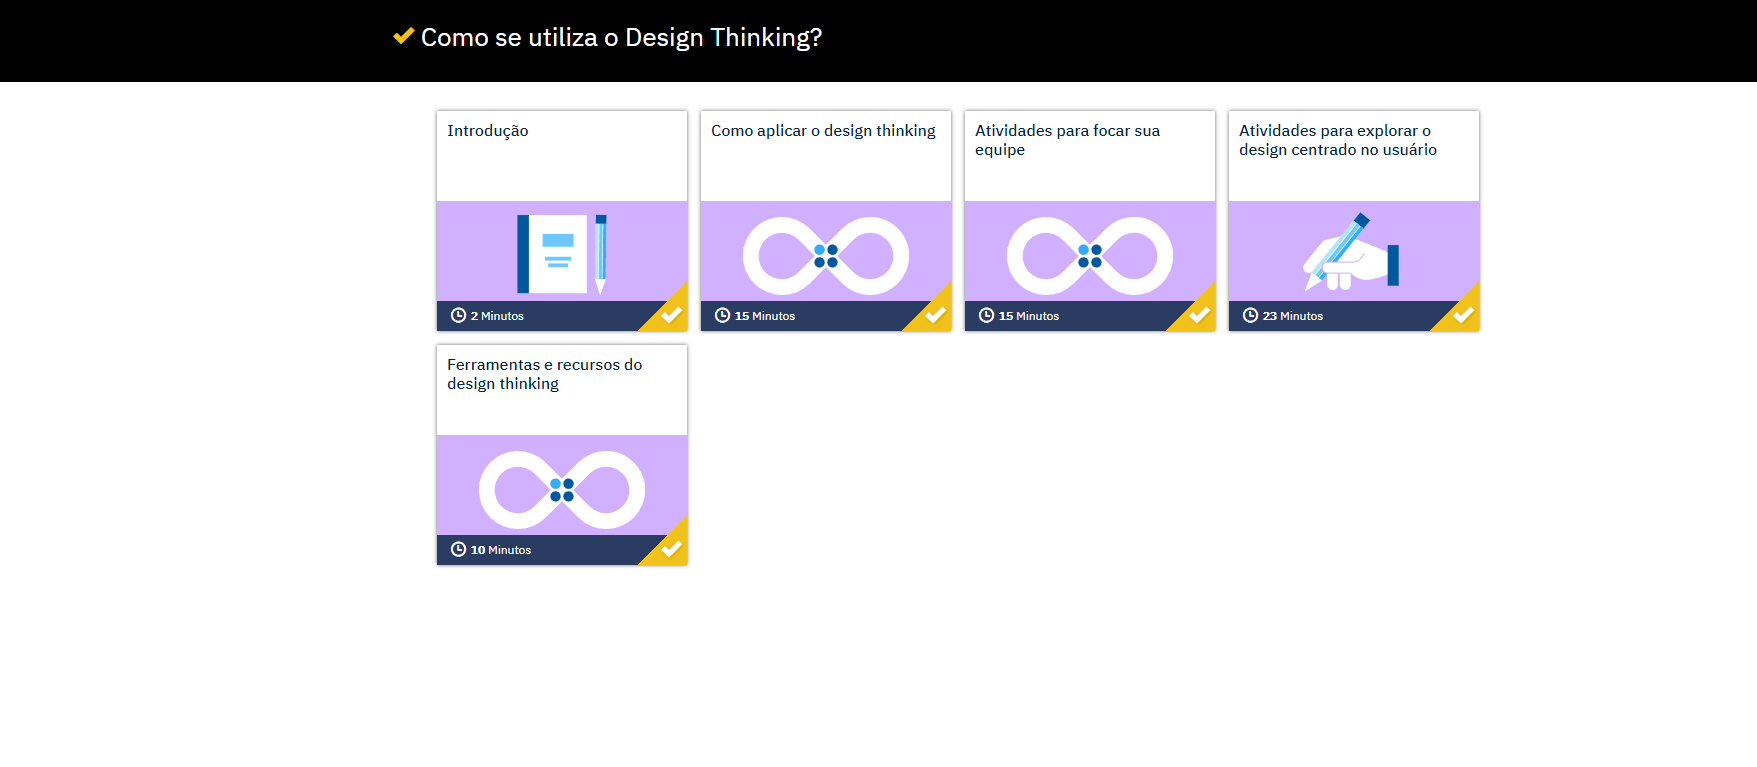 Como se utiliza o Design Thinking?
Introdução
2 Minutos
Como aplicar o design thinking
15 Minutos
Atividades para focar sua
equipe
15 Minutos
Atividades para explorar o
design centrado no usuário
23 Minutos
Ferramentas e recursos do
design thinking
10 Minutos